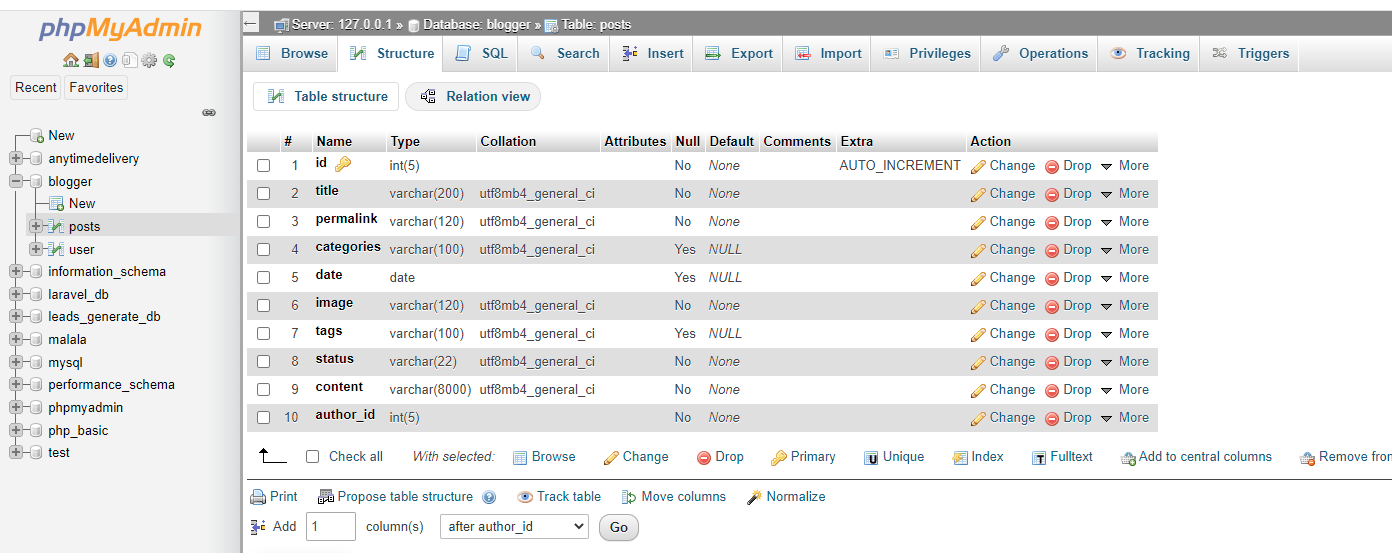 phpMyAdmin
Recent Favorites
New
anytimedelivery
blogger
New
posts
user
information_schema
laravel_db
leads_generate_db
malala
mysql
performance_schema
phpmyadmin
php_basic
test
Server: 127.0.0.1 » Database: blogger » Table: posts
Browse Structure SQL Search Insert Export Import Privileges Operations Tracking Triggers
Table structure Relation view
# Name Type Collation Attributes Null Default Comments Extra Action
1 id int(5) No None AUTO_INCREMENT Change Drop More
2 title varchar(200) utf8mb4_general_ci No None Change Drop More
3 permalink varchar(120) utf8mb4_general_ci No None Change Drop More
4 categories varchar(100) utf8mb4_general_ci Yes NULL Change Drop More
5 date date Yes NULL Change Drop More
6 image varchar(120) utf8mb4_general_ci No None Change Drop More
7 tags varchar(100) utf8mb4_general_ci Yes NULL Change Drop More
8 status varchar(22) utf8mb4_general_ci No None Change Drop More
9 content varchar(8000) utf8mb4_general_ci No None Change Drop More
10 author_id int(5) No None Change Drop More
Check all With selected: Browse Change Drop Primary Unique Index Fulltext Add to central columns Remove from
Print Propose table structure Track table Move columns Normalize
Add 1 column(s) after author_id Go